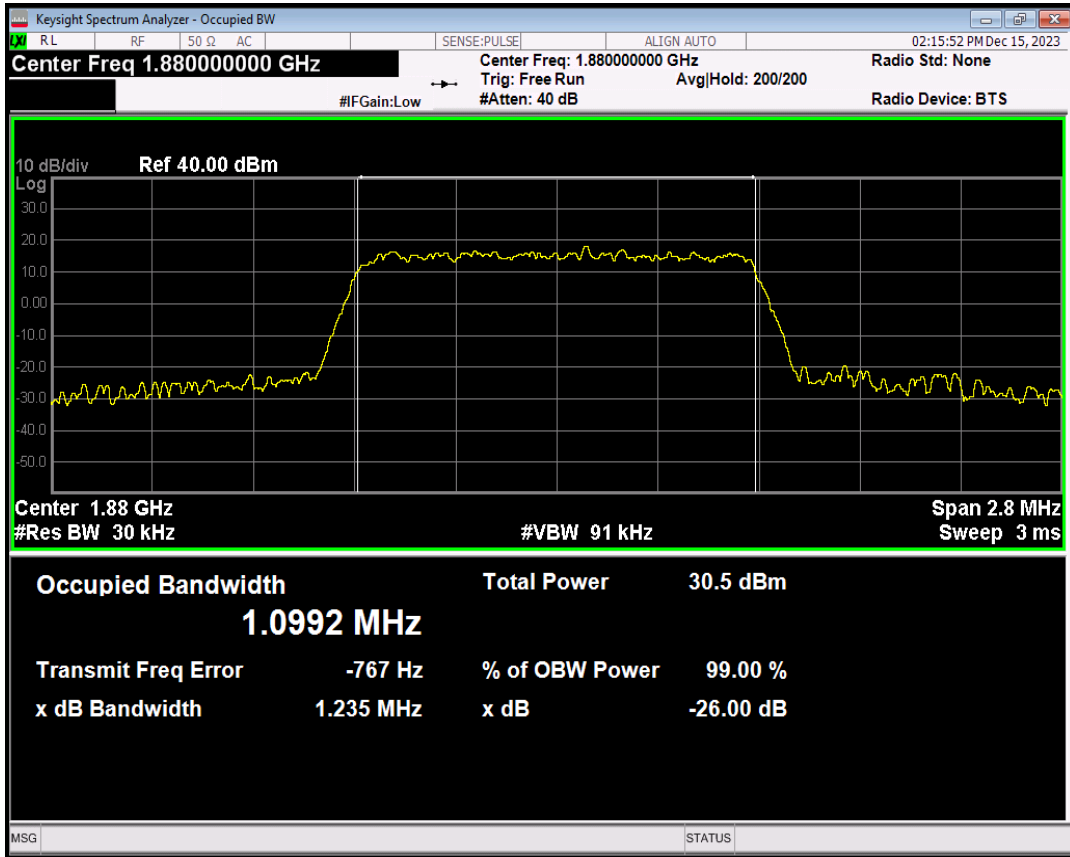 Keysight Spectrum Analyzer - Occupied BW
LXI RL RF 50 Ω AC SENSE:PULSE ALIGN AUTO 02:15:52 PM Dec 15, 2023
Center Freq 1.880000000 GHz Center Freq: 1.880000000 GHz Radio Std: None
Trig: Free Run Avg|Hold: 200/200
#IFGain:Low #Atten: 40 dB Radio Device: BTS
10 dB/div Ref 40.00 dBm
Log
30.0
20.0
10.0
0.00
-10.0
-20.0
-30.0
-40.0
-50.0
Center 1.88 GHz Span 2.8 MHz
#Res BW 30 kHz #VBW 91 kHz Sweep 3 ms
Occupied Bandwidth Total Power 30.5 dBm
1.0992 MHz
Transmit Freq Error -767 Hz % of OBW Power 99.00 %
x dB Bandwidth 1.235 MHz x dB -26.00 dB
MSG STATUS